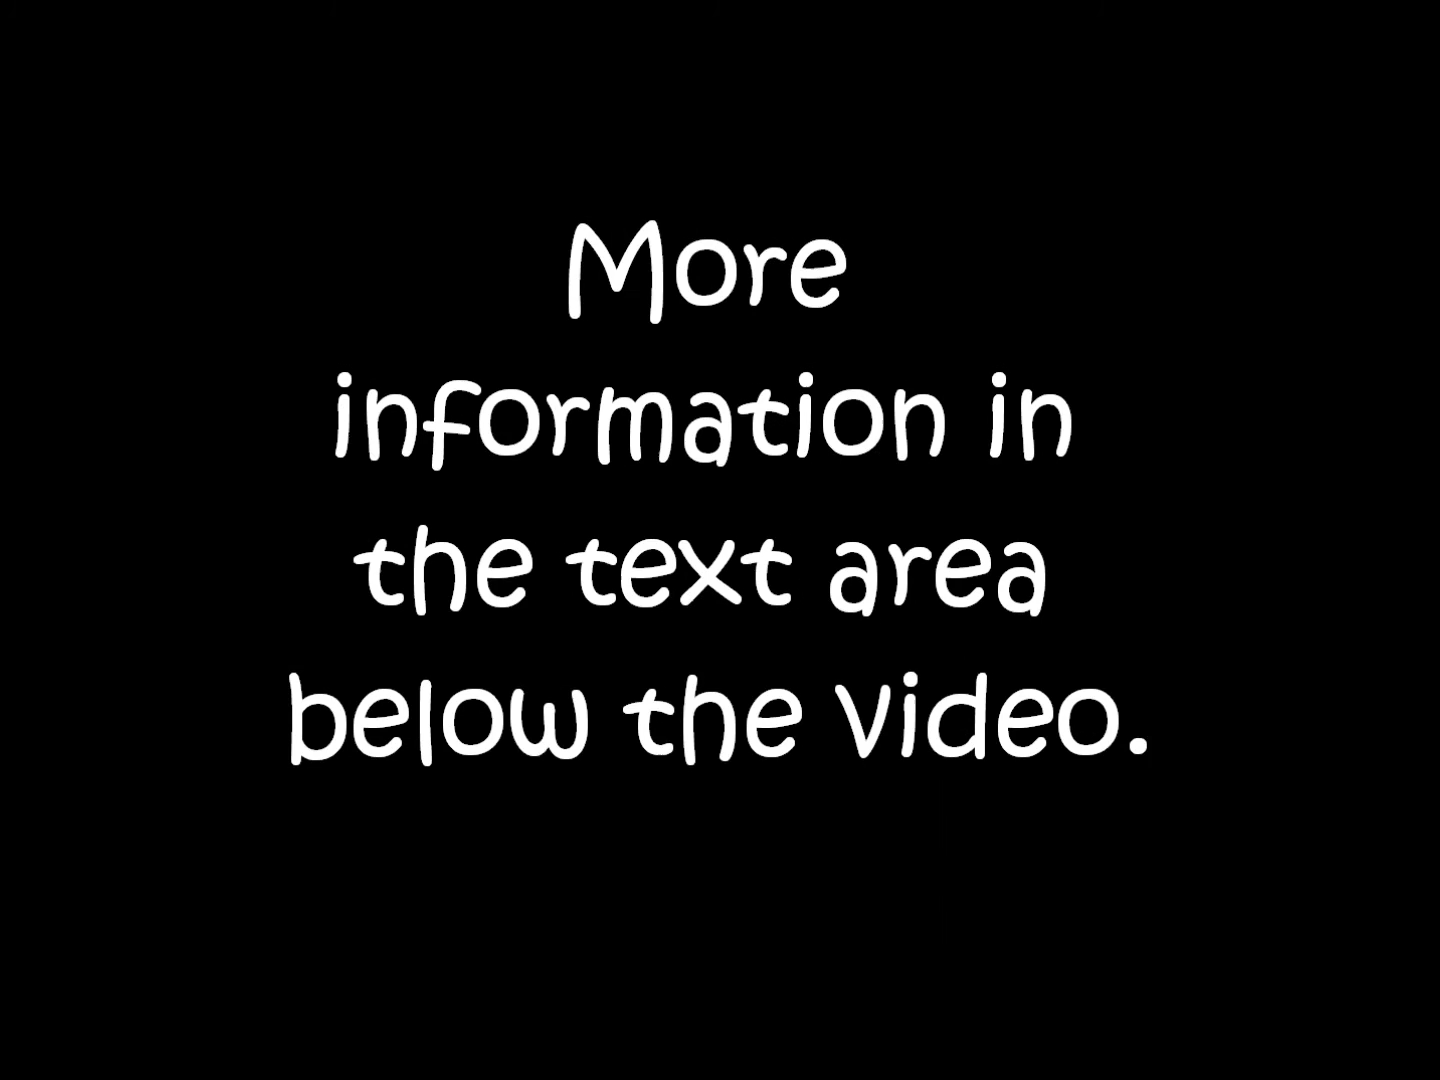 More
information in
the text area
below the video.